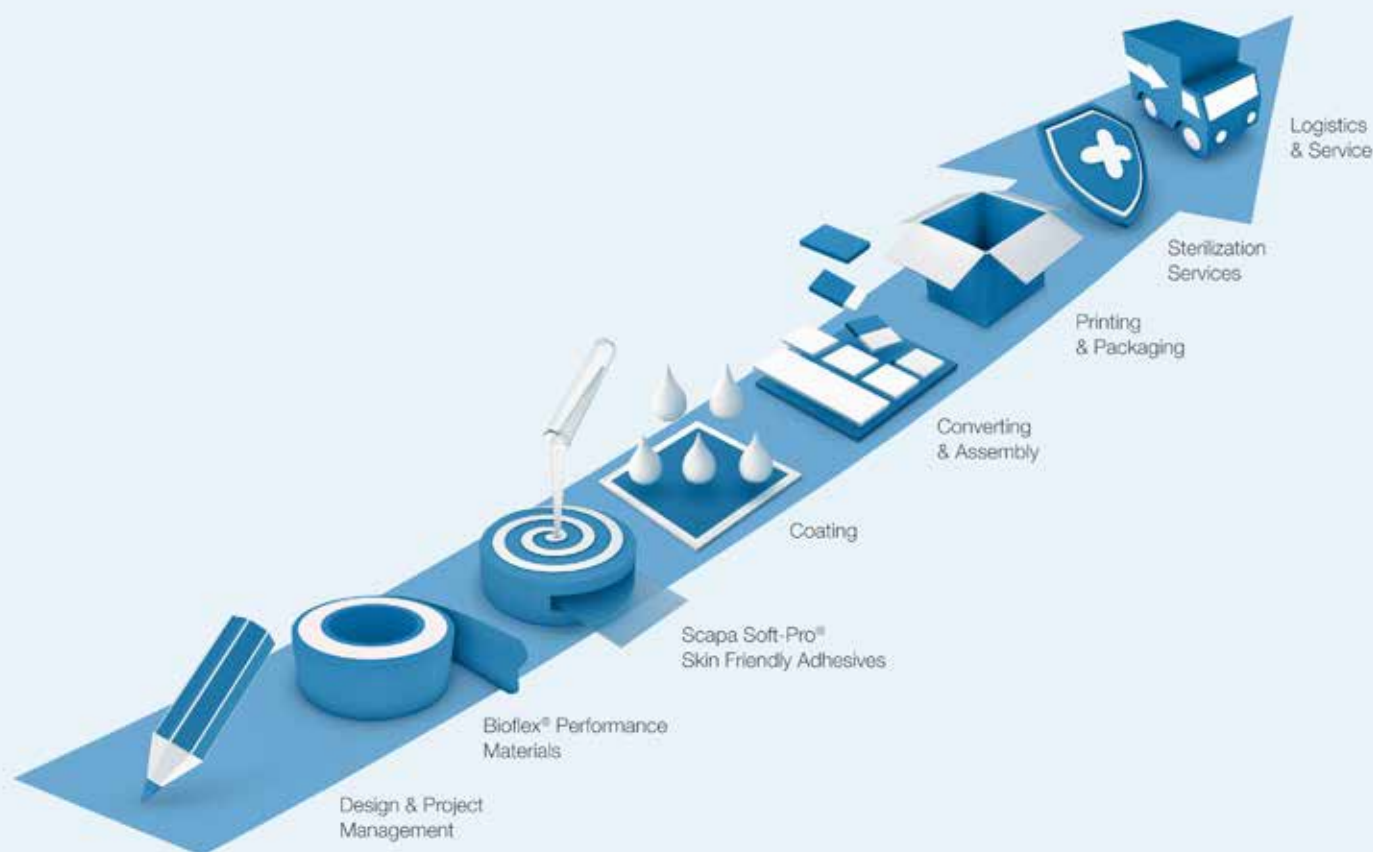 Logistics
& Service
Sterilization
Services
Printing
& Packaging
Converting
& Assembly
Coating
Scapa Soft-Pro®
Skin Friendly Adhesives
Bioflex® Performance
Materials
Design & Project
Management